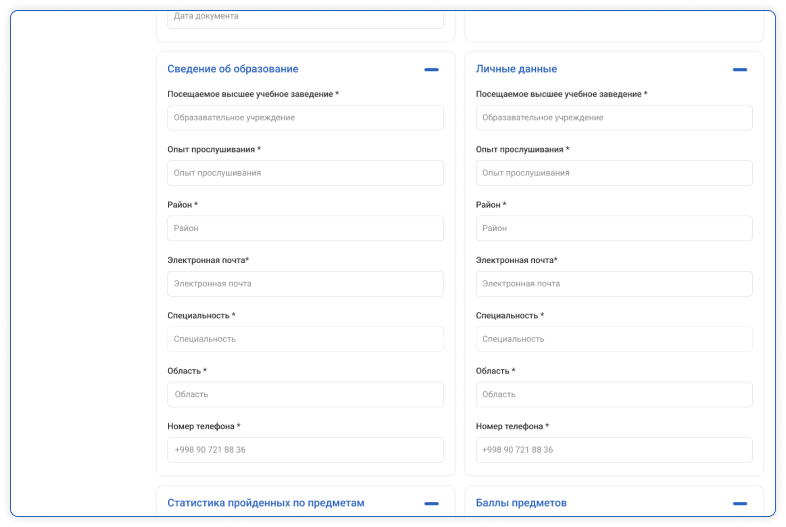 Дата документа
Сведение об образование
Посещаемое высшее учебное заведение *
Образавательное учреждение
Опыт прослушивания *
Опыт прослушивания
Район *
Район
Электронная почта*
Электронная почта
Специальность *
Специальность
Область *
Область
Номер телефона *
+998 90 721 88 36
Личные данные
Посещаемое высшее учебное заведение *
Образавательное учреждение
Опыт прослушивания *
Опыт прослушивания
Район *
Район
Электронная почта*
Электронная почта
Специальность *
Специальность
Область *
Область
Номер телефона *
+998 90 721 88 36
Статистика пройденных по предметам
Баллы предметов